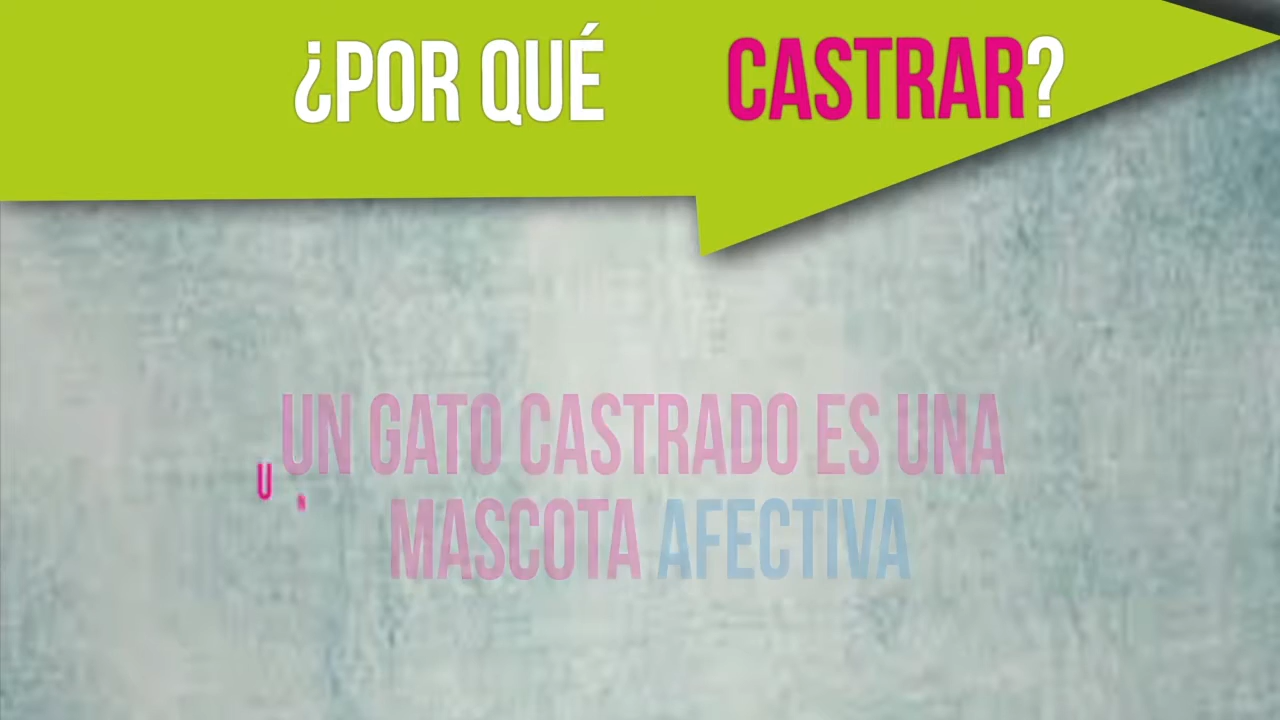 ¿POR QUÉ CASTRAR?
UN GATO CASTRADO ES UNA
MASCOTA AFECTIVA
U N